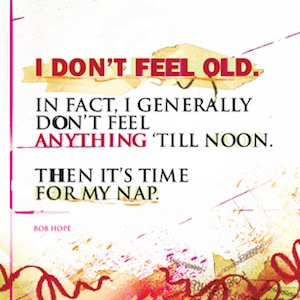 I DON'T FEEL OLD.
IN FACT, I GENERALLY
DON'T FEEL
ANYTHING 'TILL NOON.
THEN IT'S TIME
FOR MY NAP.
BOB HOPE